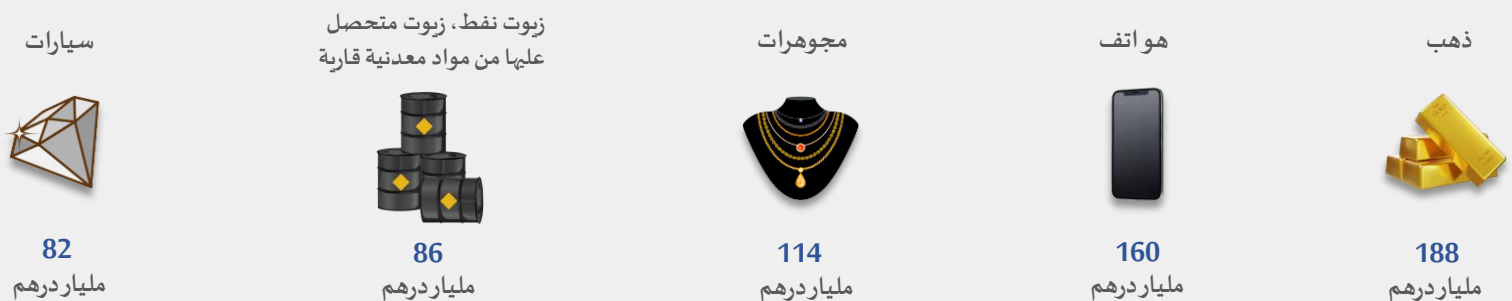 ذهب
188
مليار درهم
هواتف
160
مليار درهم
مجوهرات
114
مليار درهم
زيوت نفط، زيوت متحصل
عليها من مواد معدنية قارية
86
مليار درهم
سيارات
82
مليار درهم